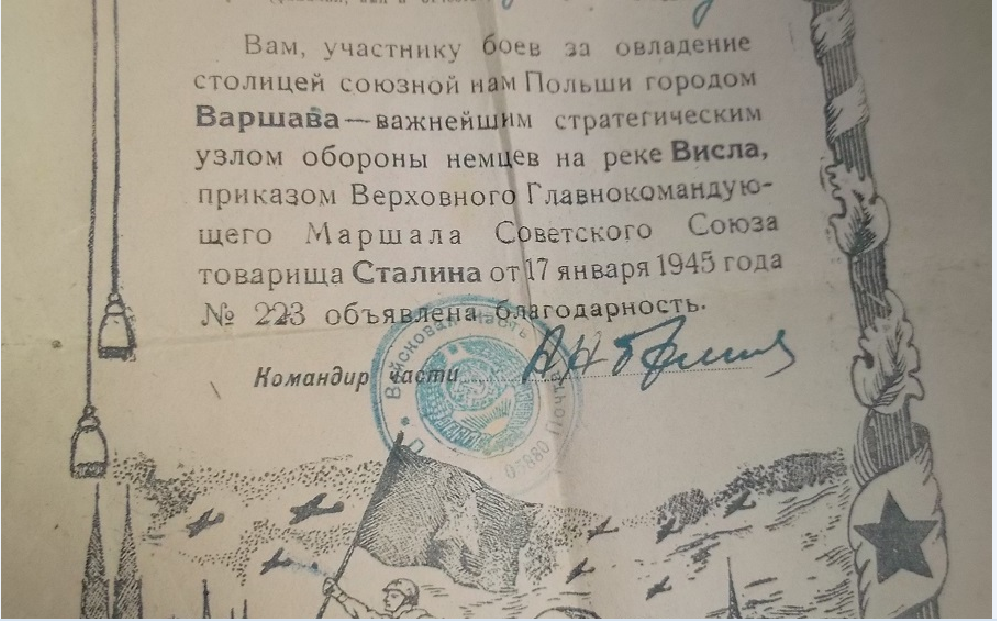 Вам, участнику боев за овладение
столицей союзной нам Польши городом
Варшава — важнейшим стратегическим
узлом обороны немцев на реке Висла,
приказом Верховного Главнокомандую-
щего Маршала Советского Союза
товарища Сталина от 17 января 1945 года
№ 223 объявлена благодарность.
Войсковая часть
Командир части